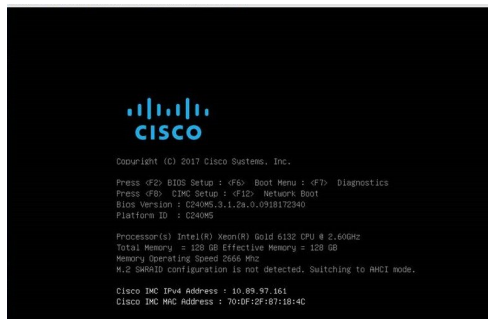 CISCO
Copyright (C) 2017 Cisco Systems, Inc.
Press <F2> BIOS Setup : <F6> Boot Menu : <F7> Diagnostics
Press <F8> CIMC Setup : <F12> Network Boot
Bios Version : C240M5.3.1.2a.0.0918172340
Platform ID : C240M5
Processor(s) Intel(R) Xeon(R) Gold 6132 CPU @ 2.60GHz
Total Memory = 128 GB Effective Memory = 128 GB
Memory Operating Speed 2666 Mhz
M.2 SWRAID configuration is not detected. Switching to AHCI mode.
Cisco IMC IPv4 Address : 10.89.97.161
Cisco IMC MAC Address : 70:DF:2F:87:18:4C